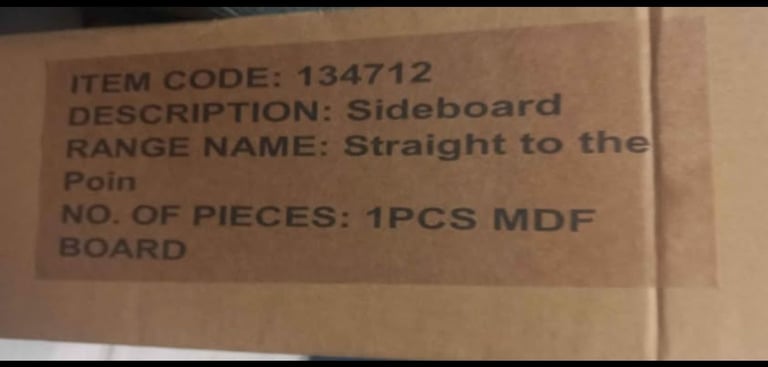 ITEM CODE: 134712
DESCRIPTION: Sideboard
RANGE NAME: Straight to the
Poin
NO. OF PIECES: 1PCS MDF
BOARD